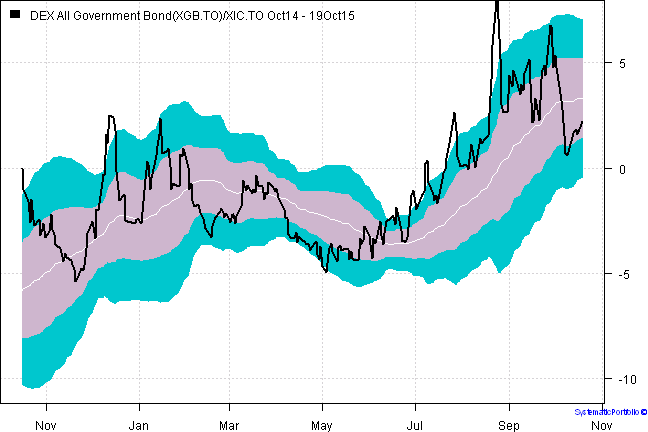 DEX All Government Bond(XGB.TO)/XIC.TO Oct14 - 19Oct15
5
0
-5
-10
Nov Jan Mar May Jul Sep Nov
SystematicPortfolio ©